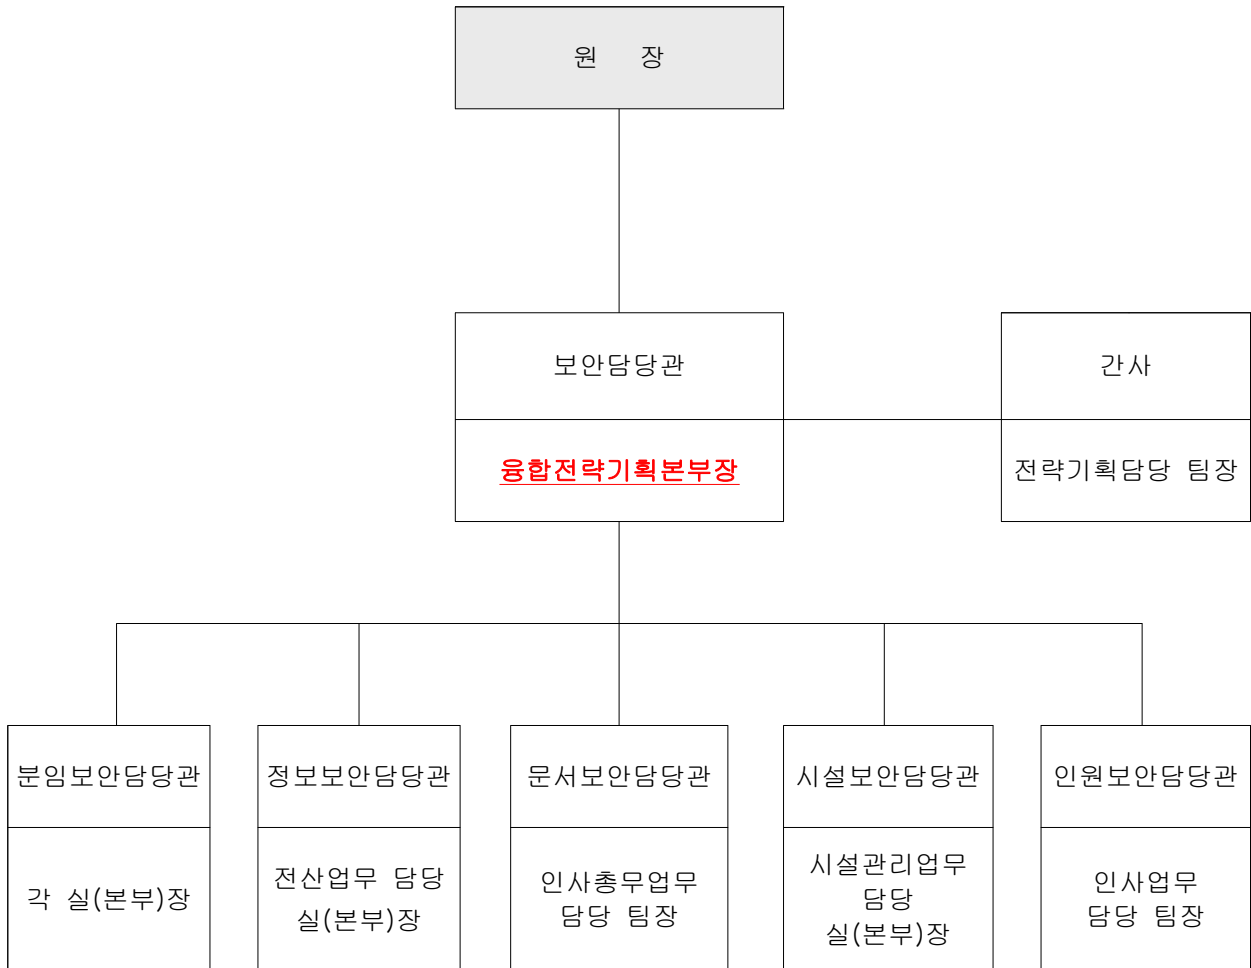 원 장
보안담당관
간사
융합전략기획본부장
전략기획담당 팀장
분임보안담당관
정보보안담당관
문서보안담당관
시설보안담당관
인원보안담당관
각 실(본부)장
전산업무 담당
실(본부)장
인사총무업무
담당 팀장
시설관리업무
담당
실(본부)장
인사업무
담당 팀장